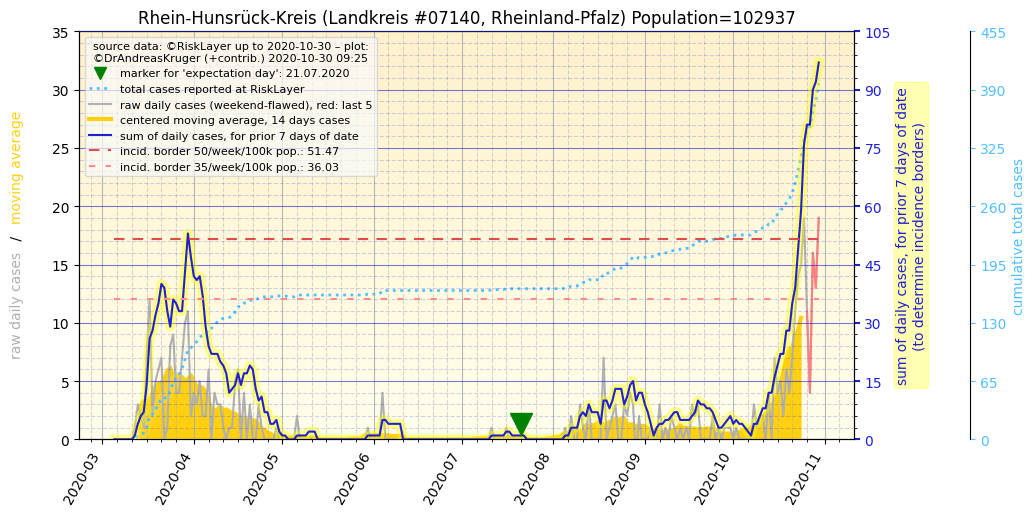 Rhein-Hunsrück-Kreis (Landkreis #07140, Rheinland-Pfalz) Population=102937
source data: ©RiskLayer up to 2020-10-30 – plot:
©DrAndreasKruger (+contrib.) 2020-10-30 09:25
marker for 'expectation day': 21.07.2020
total cases reported at RiskLayer
raw daily cases (weekend-flawed), red: last 5
centered moving average, 14 days cases
sum of daily cases, for prior 7 days of date
incid. border 50/week/100k pop.: 51.47
incid. border 35/week/100k pop.: 36.03
raw daily cases / moving average
35
30
25
20
15
10
5
0
2020-03
2020-04
2020-05
2020-06
2020-07
2020-08
2020-09
2020-10
2020-11
105
90
75
60
45
30
15
0
sum of daily cases, for prior 7 days of date
(to determine incidence borders)
455
390
325
260
195
130
65
0
cumulative total cases